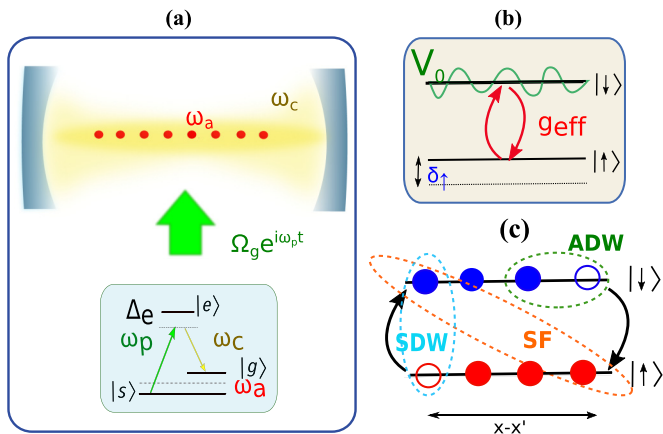 (a)
ω_c
ω_a
Ω_g e^{iω_p t}
Δ_e
|e⟩
ω_p
ω_c
|g⟩
|s⟩
ω_a
(b)
V_0
|↓⟩
g_eff
|↑⟩
δ_↑
(c)
ADW
|↓⟩
SDW
SF
|↑⟩
x-x'